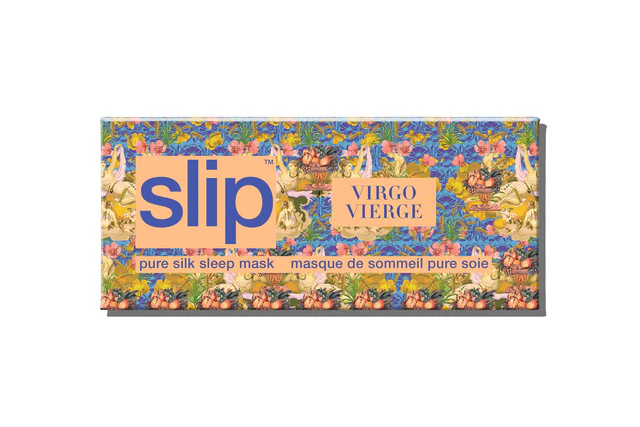 slip™
VIRGO
VIERGE
pure silk sleep mask masque de sommeil pure soie